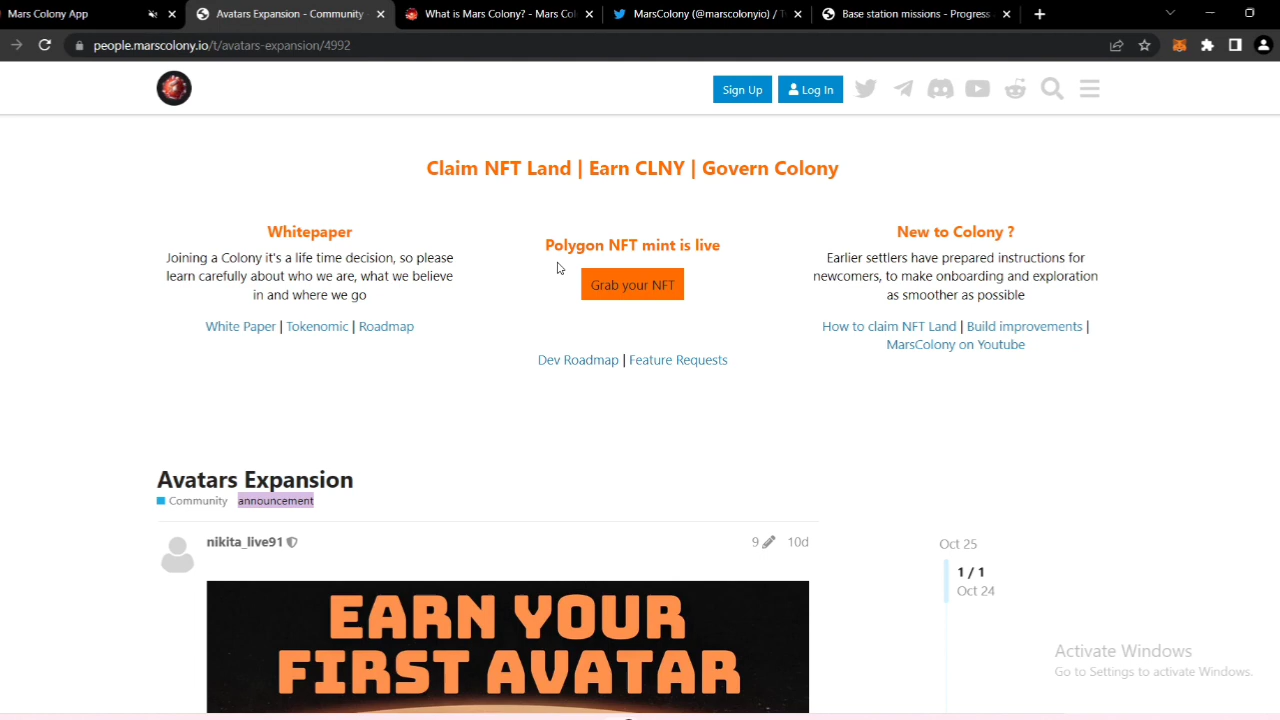 Mars Colony App
Avatars Expansion - Community
What is Mars Colony? - Mars Col
MarsColony (@marscolonyio) / T
Base station missions - Progress
people.marscolony.io/t/avatars-expansion/4992
Sign Up
Log In
Claim NFT Land | Earn CLNY | Govern Colony
Whitepaper
Joining a Colony it's a life time decision, so please
learn carefully about who we are, what we believe
in and where we go
White Paper | Tokenomic | Roadmap
Polygon NFT mint is live
Grab your NFT
Dev Roadmap | Feature Requests
New to Colony ?
Earlier settlers have prepared instructions for
newcomers, to make onboarding and exploration
as smoother as possible
How to claim NFT Land | Build improvements |
MarsColony on Youtube
Avatars Expansion
Community announcement
nikita_live91
9 10d
EARN YOUR
FIRST AVATAR
Oct 25
1 / 1
Oct 24
Activate Windows
Go to Settings to activate Windows.